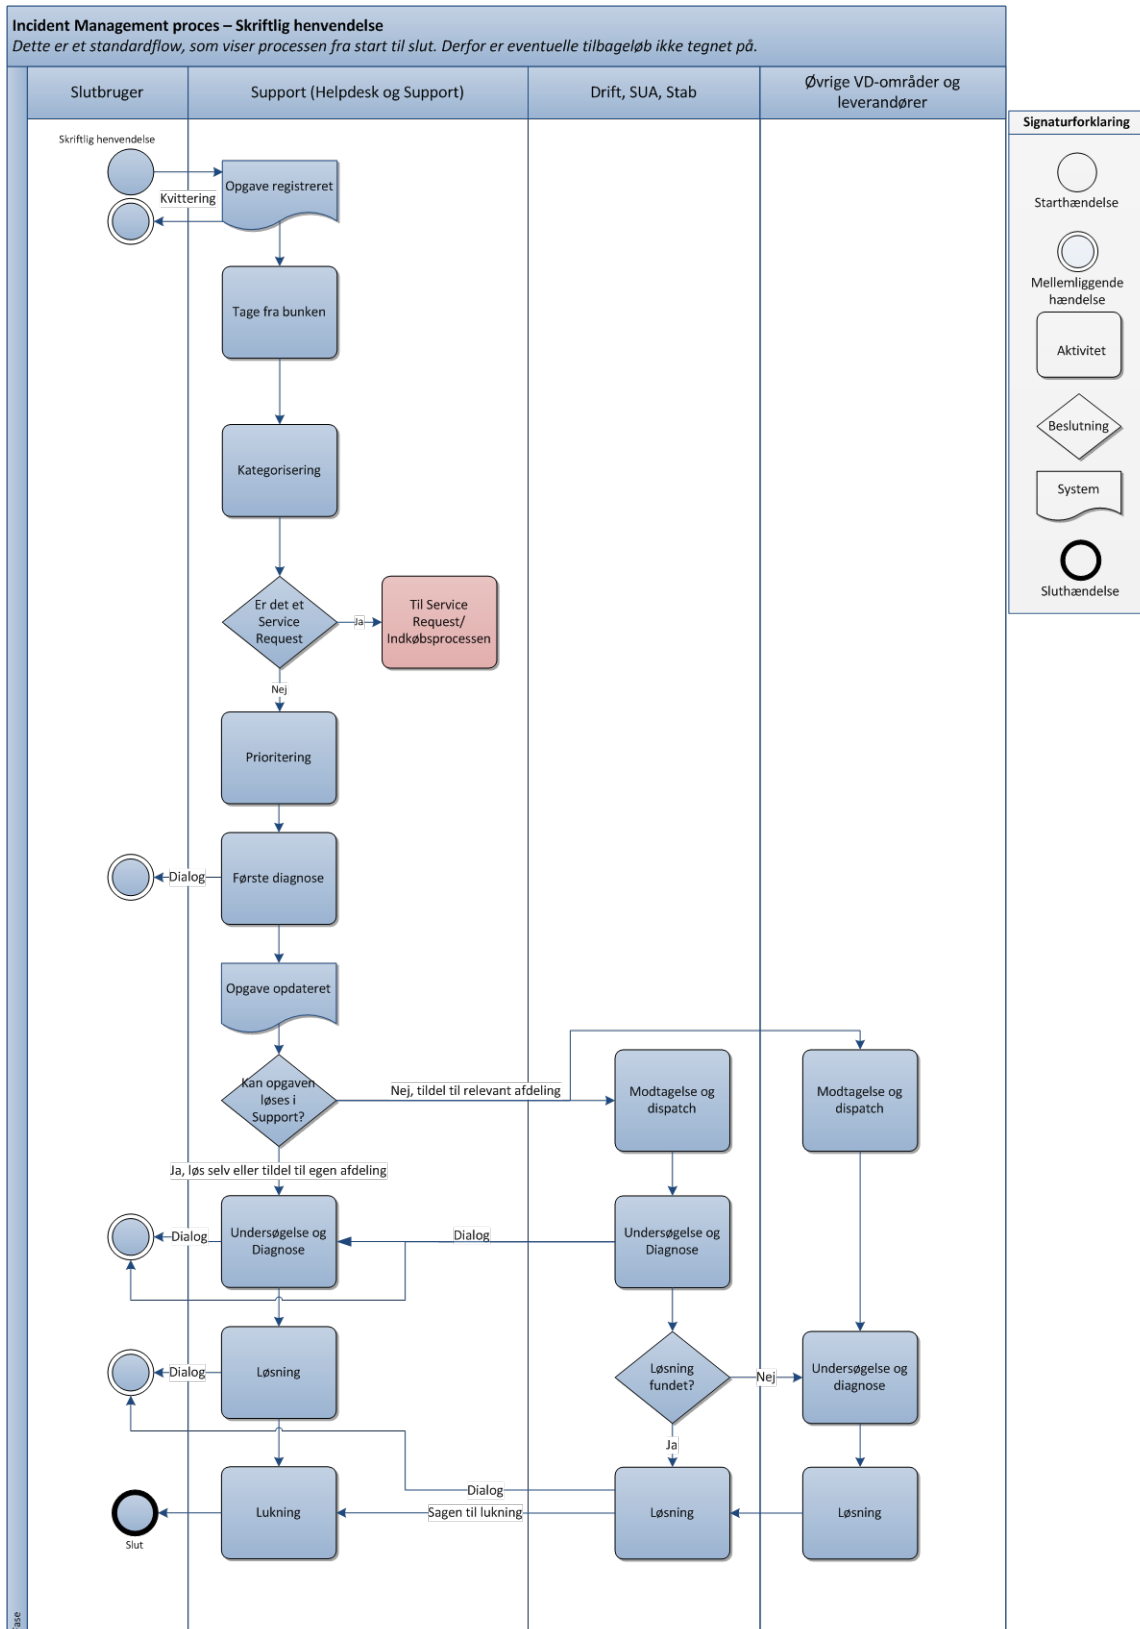 Incident Management proces – Skriftlig henvendelse
Dette er et standardflow, som viser processen fra start til slut. Derfor er eventuelle tilbageløb ikke tegnet på.
Slutbruger
Support (Helpdesk og Support)
Drift, SUA, Stab
Øvrige VD-områder og
leverandører
Signaturforklaring
Starthændelse
Mellemliggende
hændelse
Aktivitet
Beslutning
System
Sluthændelse
Skriftlig henvendelse
Opgave registreret
Kvittering
Tage fra bunken
Kategorisering
Er det et
Service
Request
Ja
Til Service
Request/
Indkøbsprocessen
Nej
Prioritering
Første diagnose
Dialog
Opgave opdateret
Kan opgaven
løses i
Support?
Nej, tildel til relevant afdeling
Modtagelse og
dispatch
Modtagelse og
dispatch
Ja, løs selv eller tildel til egen afdeling
Dialog
Undersøgelse og
Diagnose
Dialog
Undersøgelse og
Diagnose
Dialog
Løsning
Løsning
fundet?
Nej
Undersøgelse og
diagnose
Ja
Dialog
Sagen til lukning
Lukning
Løsning
Løsning
Slut